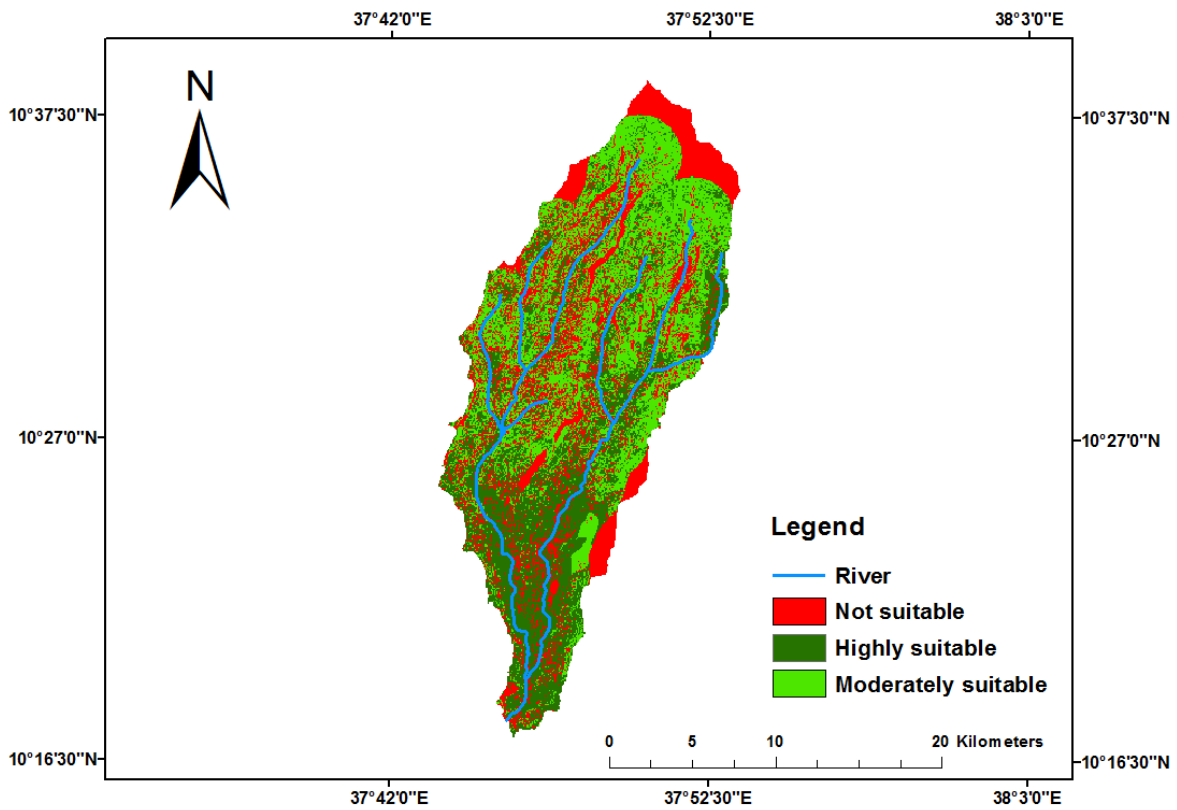 37°42'0"E 37°52'30"E 38°3'0"E
N
10°37'30"N 10°37'30"N
10°27'0"N 10°27'0"N
Legend
River
Not suitable
Highly suitable
Moderately suitable
0 5 10 20 Kilometers
10°16'30"N 10°16'30"N
37°42'0"E 37°52'30"E 38°3'0"E